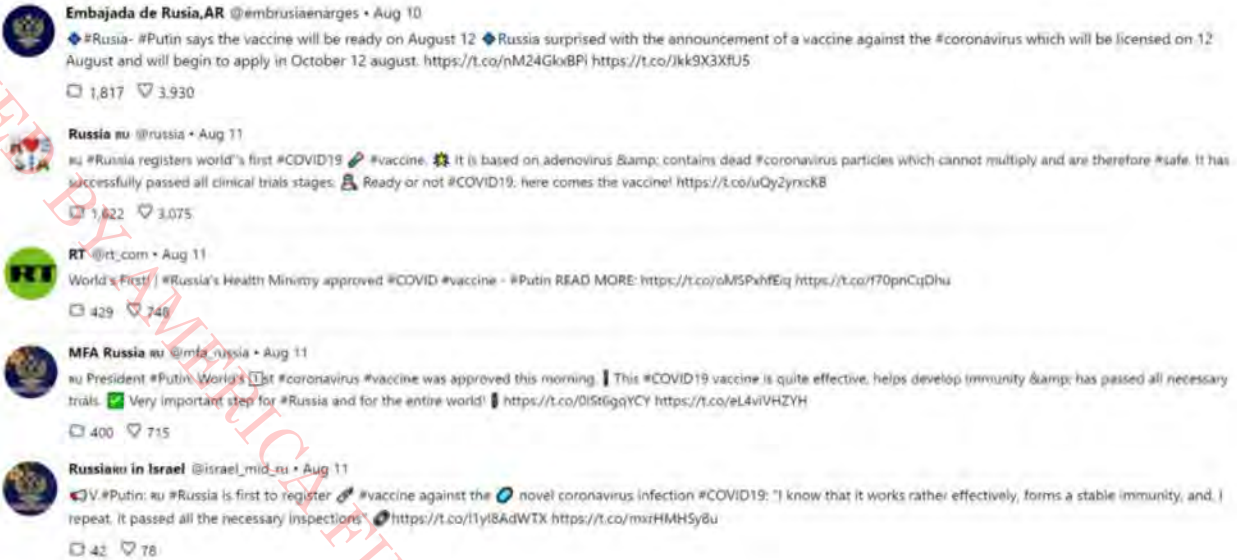 Embajada de Rusia,AR @embrusiaenarges • Aug 10
#Rusia- #Putin says the vaccine will be ready on August 12 Russia surprised with the announcement of a vaccine against the #coronavirus which will be licensed on 12
August and will begin to apply in October 12 august. https://t.co/nM24GkxBPi https://t.co/Jkk9X3XfU5
1,817 3,930
Russia RU @russia • Aug 11
RU #Russia registers world"s first #COVID19 #vaccine. It is based on adenovirus &amp; contains dead #coronavirus particles which cannot multiply and are therefore #safe. It has
successfully passed all clinical trials stages. Ready or not #COVID19, here comes the vaccine! https://t.co/uQy2yrxcKB
1,622 3,075
RT @rt_com • Aug 11
World's First! | #Russia's Health Ministry approved #COVID #vaccine - #Putin READ MORE: https://t.co/oMSPxhfEiq https://t.co/f70pnCqDhu
429 748
MFA Russia RU @mfa_russia • Aug 11
RU President #Putin: World's 1st #coronavirus #vaccine was approved this morning. This #COVID19 vaccine is quite effective, helps develop immunity &amp; has passed all necessary
trials. Very important step for #Russia and for the entire world! https://t.co/0lSt6gqYCY https://t.co/eL4viVHZYH
400 715
Russia RU in Israel @israel_mid_ru • Aug 11
V.#Putin: RU #Russia is first to register #vaccine against the novel coronavirus infection #COVID19: "I know that it works rather effectively, forms a stable immunity, and, I
repeat, it passed all the necessary inspections" https://t.co/l1yl8AdWTX https://t.co/mxrHMHSyBu
42 78
RT
BY AMERICA